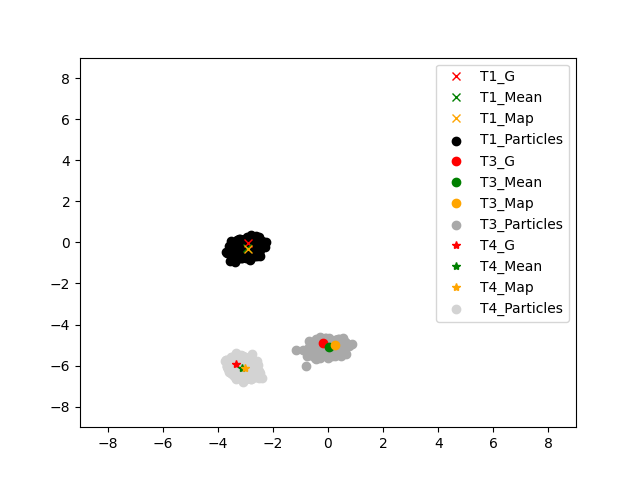 T1_G
T1_Mean
T1_Map
T1_Particles
T3_G
T3_Mean
T3_Map
T3_Particles
T4_G
T4_Mean
T4_Map
T4_Particles
8
6
4
2
0
−2
−4
−6
−8
−8 −6 −4 −2 0 2 4 6 8